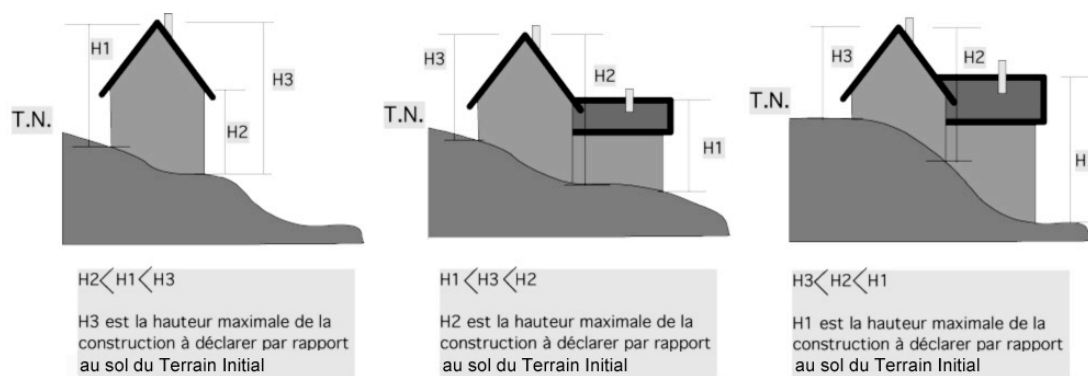 H1
H3
T.N.
H2
H2<H1<H3
H3 est la hauteur maximale de la
construction à déclarer par rapport
au sol du Terrain Initial
H3
H2
T.N.
H1
H1<H3<H2
H2 est la hauteur maximale de la
construction à déclarer par rapport
au sol du Terrain Initial
H3
H2
T.N.
H
H3<H2<H1
H1 est la hauteur maximale de la
construction à déclarer par rapport
au sol du Terrain Initial